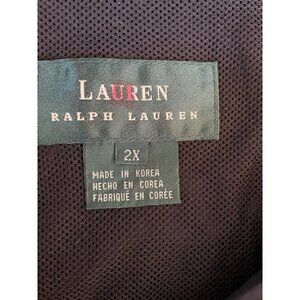 LAUREN
RALPH LAUREN
2X
MADE IN KOREA
HECHO EN COREA
FABRIQUÉ EN CORÉE